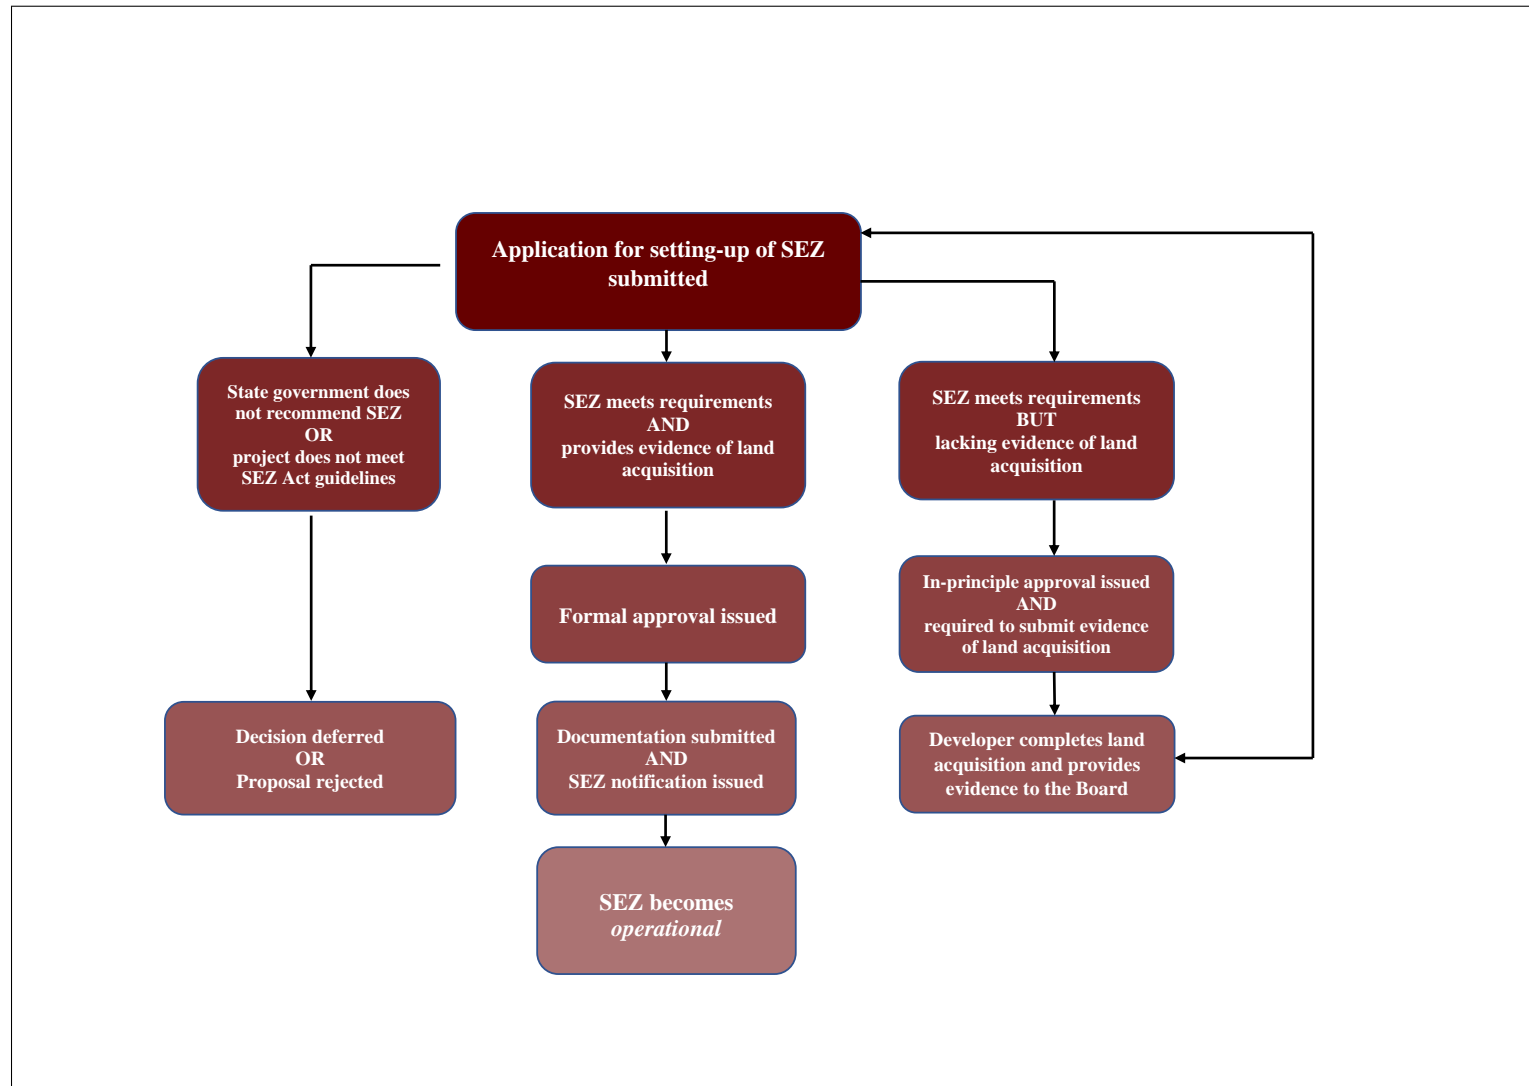 Application for setting-up of SEZ
submitted
State government does
not recommend SEZ
OR
project does not meet
SEZ Act guidelines
SEZ meets requirements
AND
provides evidence of land
acquisition
SEZ meets requirements
BUT
lacking evidence of land
acquisition
Formal approval issued
In-principle approval issued
AND
required to submit evidence
of land acquisition
Decision deferred
OR
Proposal rejected
Documentation submitted
AND
SEZ notification issued
Developer completes land
acquisition and provides
evidence to the Board
SEZ becomes
operational